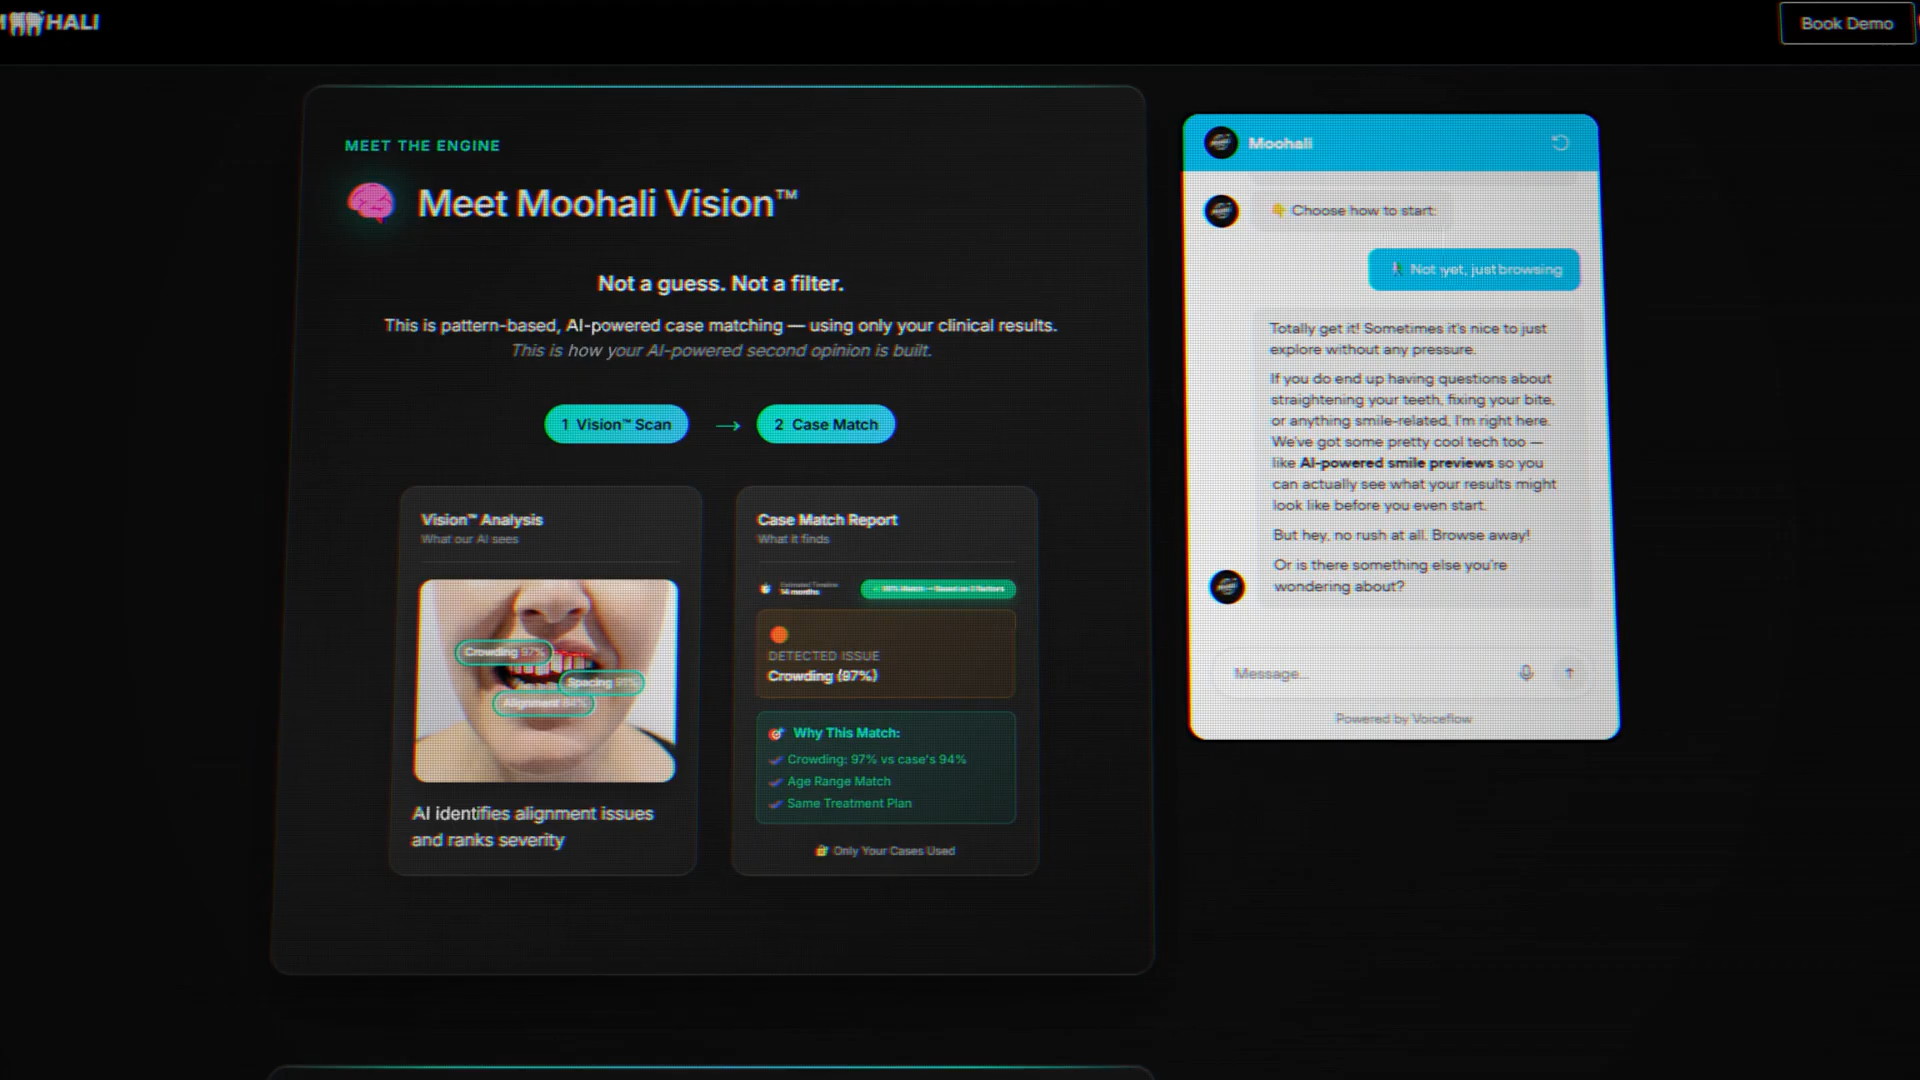 HALI
Book Demo
MEET THE ENGINE
Meet Moohali Vision™
Not a guess. Not a filter.
This is pattern-based, AI-powered case matching — using only your clinical results.
This is how your AI-powered second opinion is built.
1 Vision™ Scan → 2 Case Match
Vision™ Analysis
What our AI sees
Crowding 97%
Spacing
Alignment 84%
AI identifies alignment issues
and ranks severity
Case Match Report
What it finds
Estimated Timeline
14 months
DETECTED ISSUE
Crowding (97%)
Why This Match:
Crowding: 97% vs case's 94%
Age Range Match
Same Treatment Plan
Only Your Cases Used
Moohali
Choose how to start:
Not yet, just browsing
Totally get it! Sometimes it's nice to just
explore without any pressure.
If you do end up having questions about
straightening your teeth, fixing your bite,
or anything smile-related, I'm right here.
We've got some pretty cool tech too —
like AI-powered smile previews so you
can actually see what your results might
look like before you even start.
But hey, no rush at all. Browse away!
Or is there something else you're
wondering about?
Message...
Powered by Voiceflow